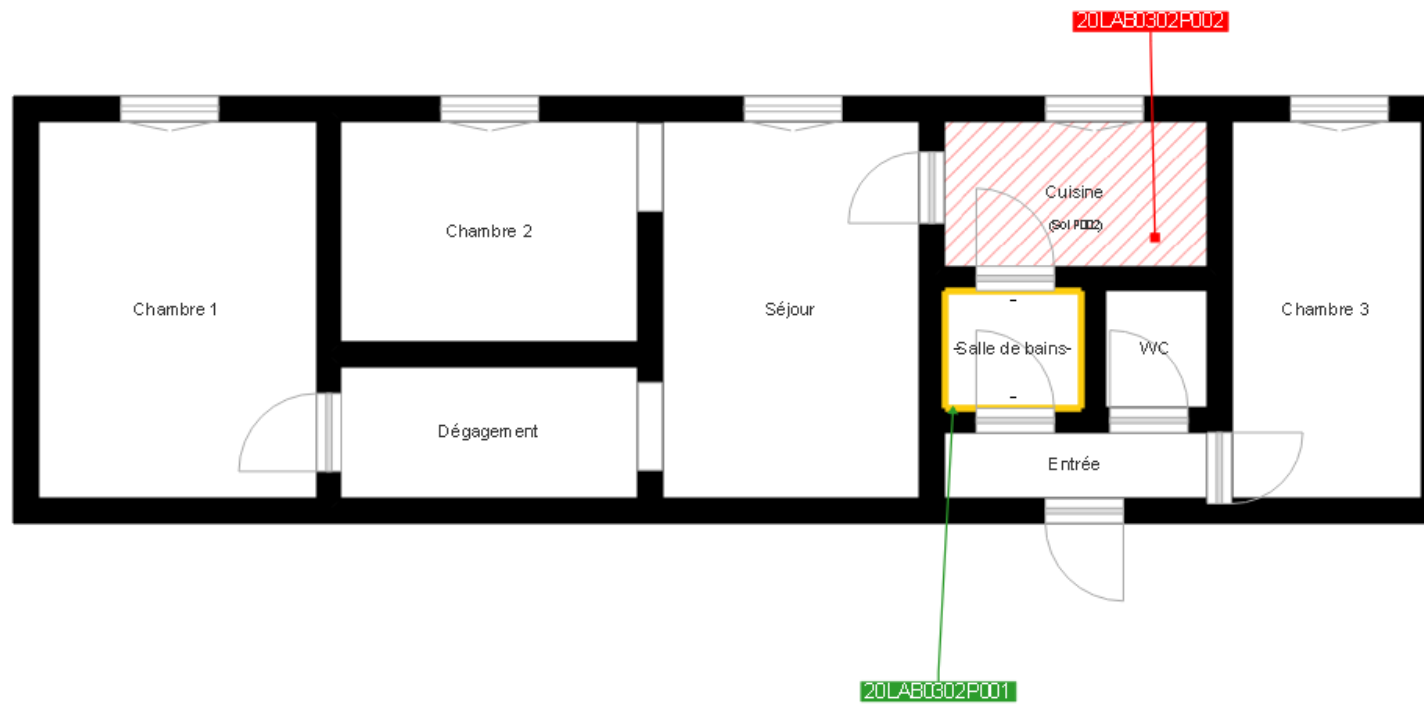 20LAB0302P002
Cuisine
(Sol P002)
Chambre 2
Chambre 1
Séjour
Chambre 3
-Salle de bains-
WC
Dégagement
Entrée
20LAB0302P001